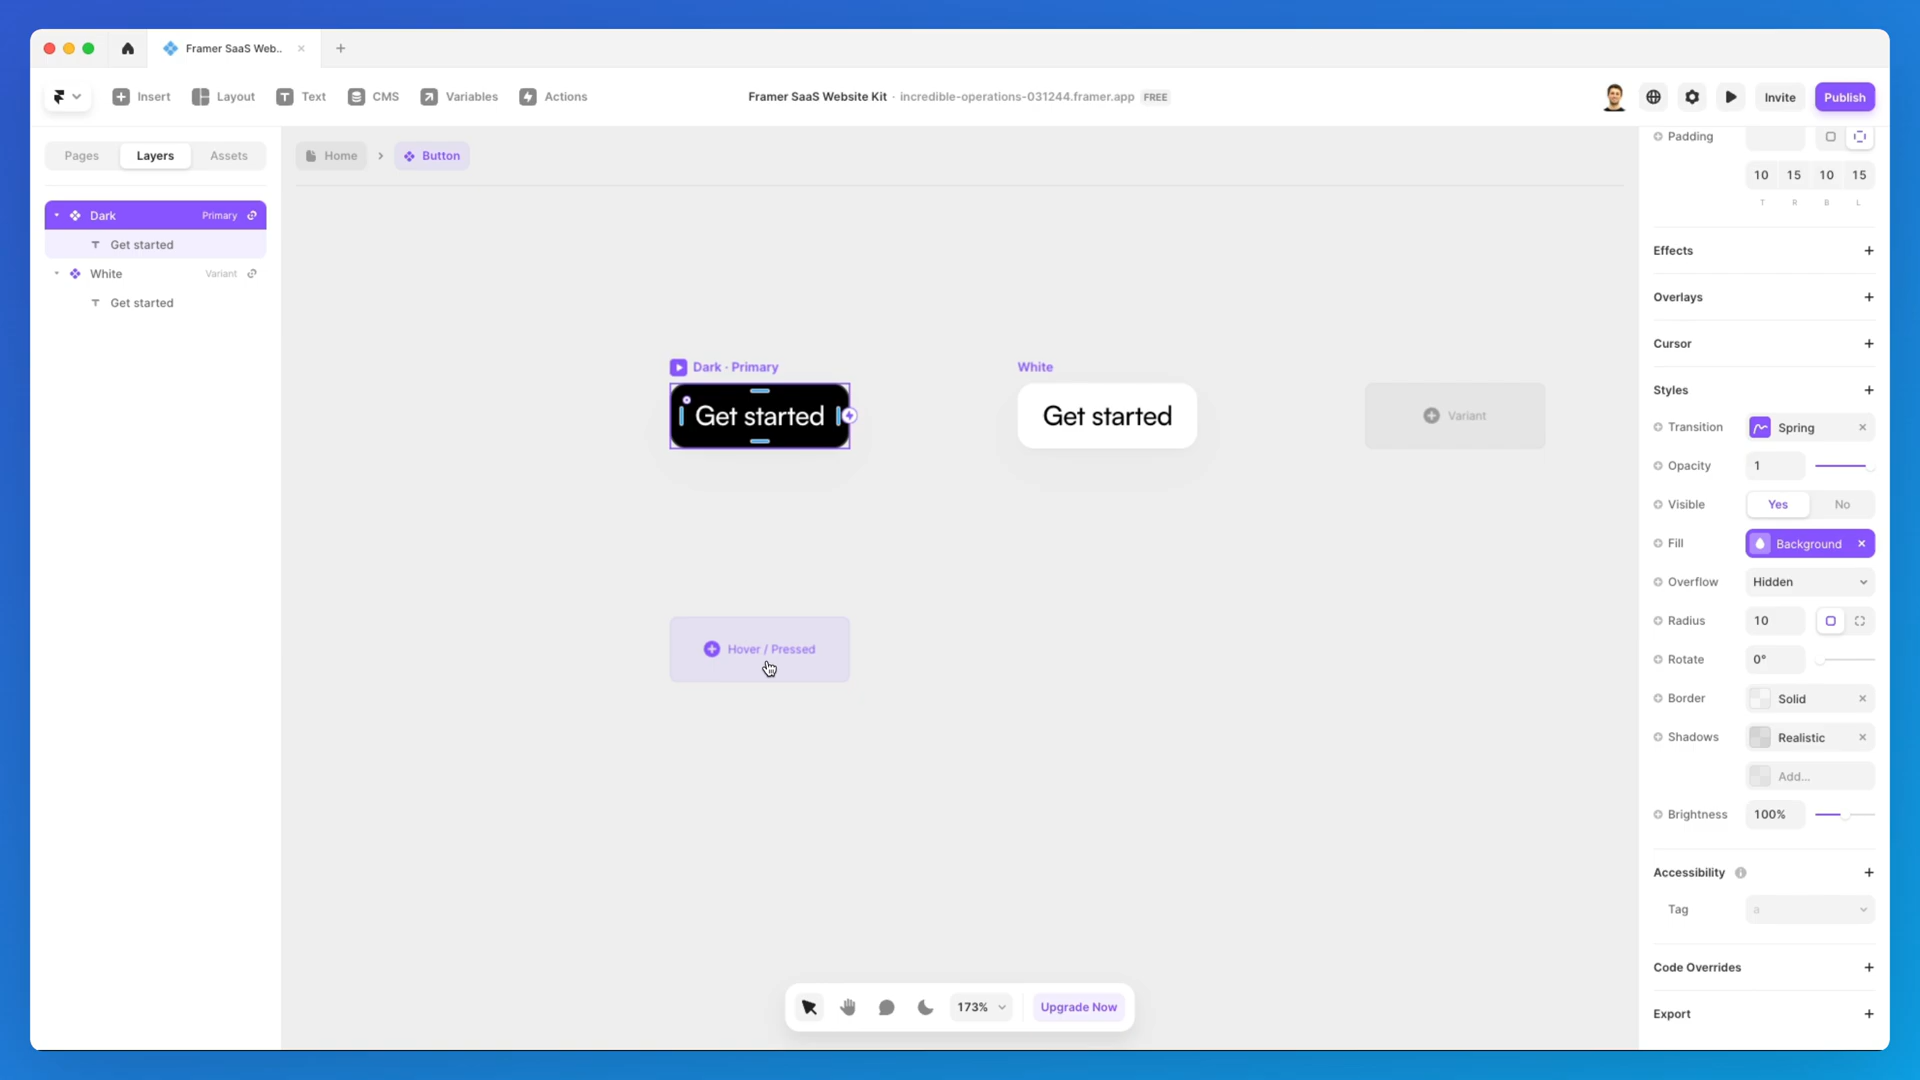 Framer SaaS Web..
Insert
Layout
Text
CMS
Variables
Actions
Framer SaaS Website Kit · incredible-operations-031244.framer.app FREE
Invite
Publish
Pages
Layers
Assets
Home
Button
Dark
Primary
Get started
White
Variant
Get started
Dark · Primary
Get started
White
Get started
Variant
Hover / Pressed
173%
Upgrade Now
Padding
10 15 10 15
T R B L
Effects
Overlays
Cursor
Styles
Transition Spring
Opacity 1
Visible Yes No
Fill Background
Overflow Hidden
Radius 10
Rotate 0°
Border Solid
Shadows Realistic
Add...
Brightness 100%
Accessibility
Tag a
Code Overrides
Export